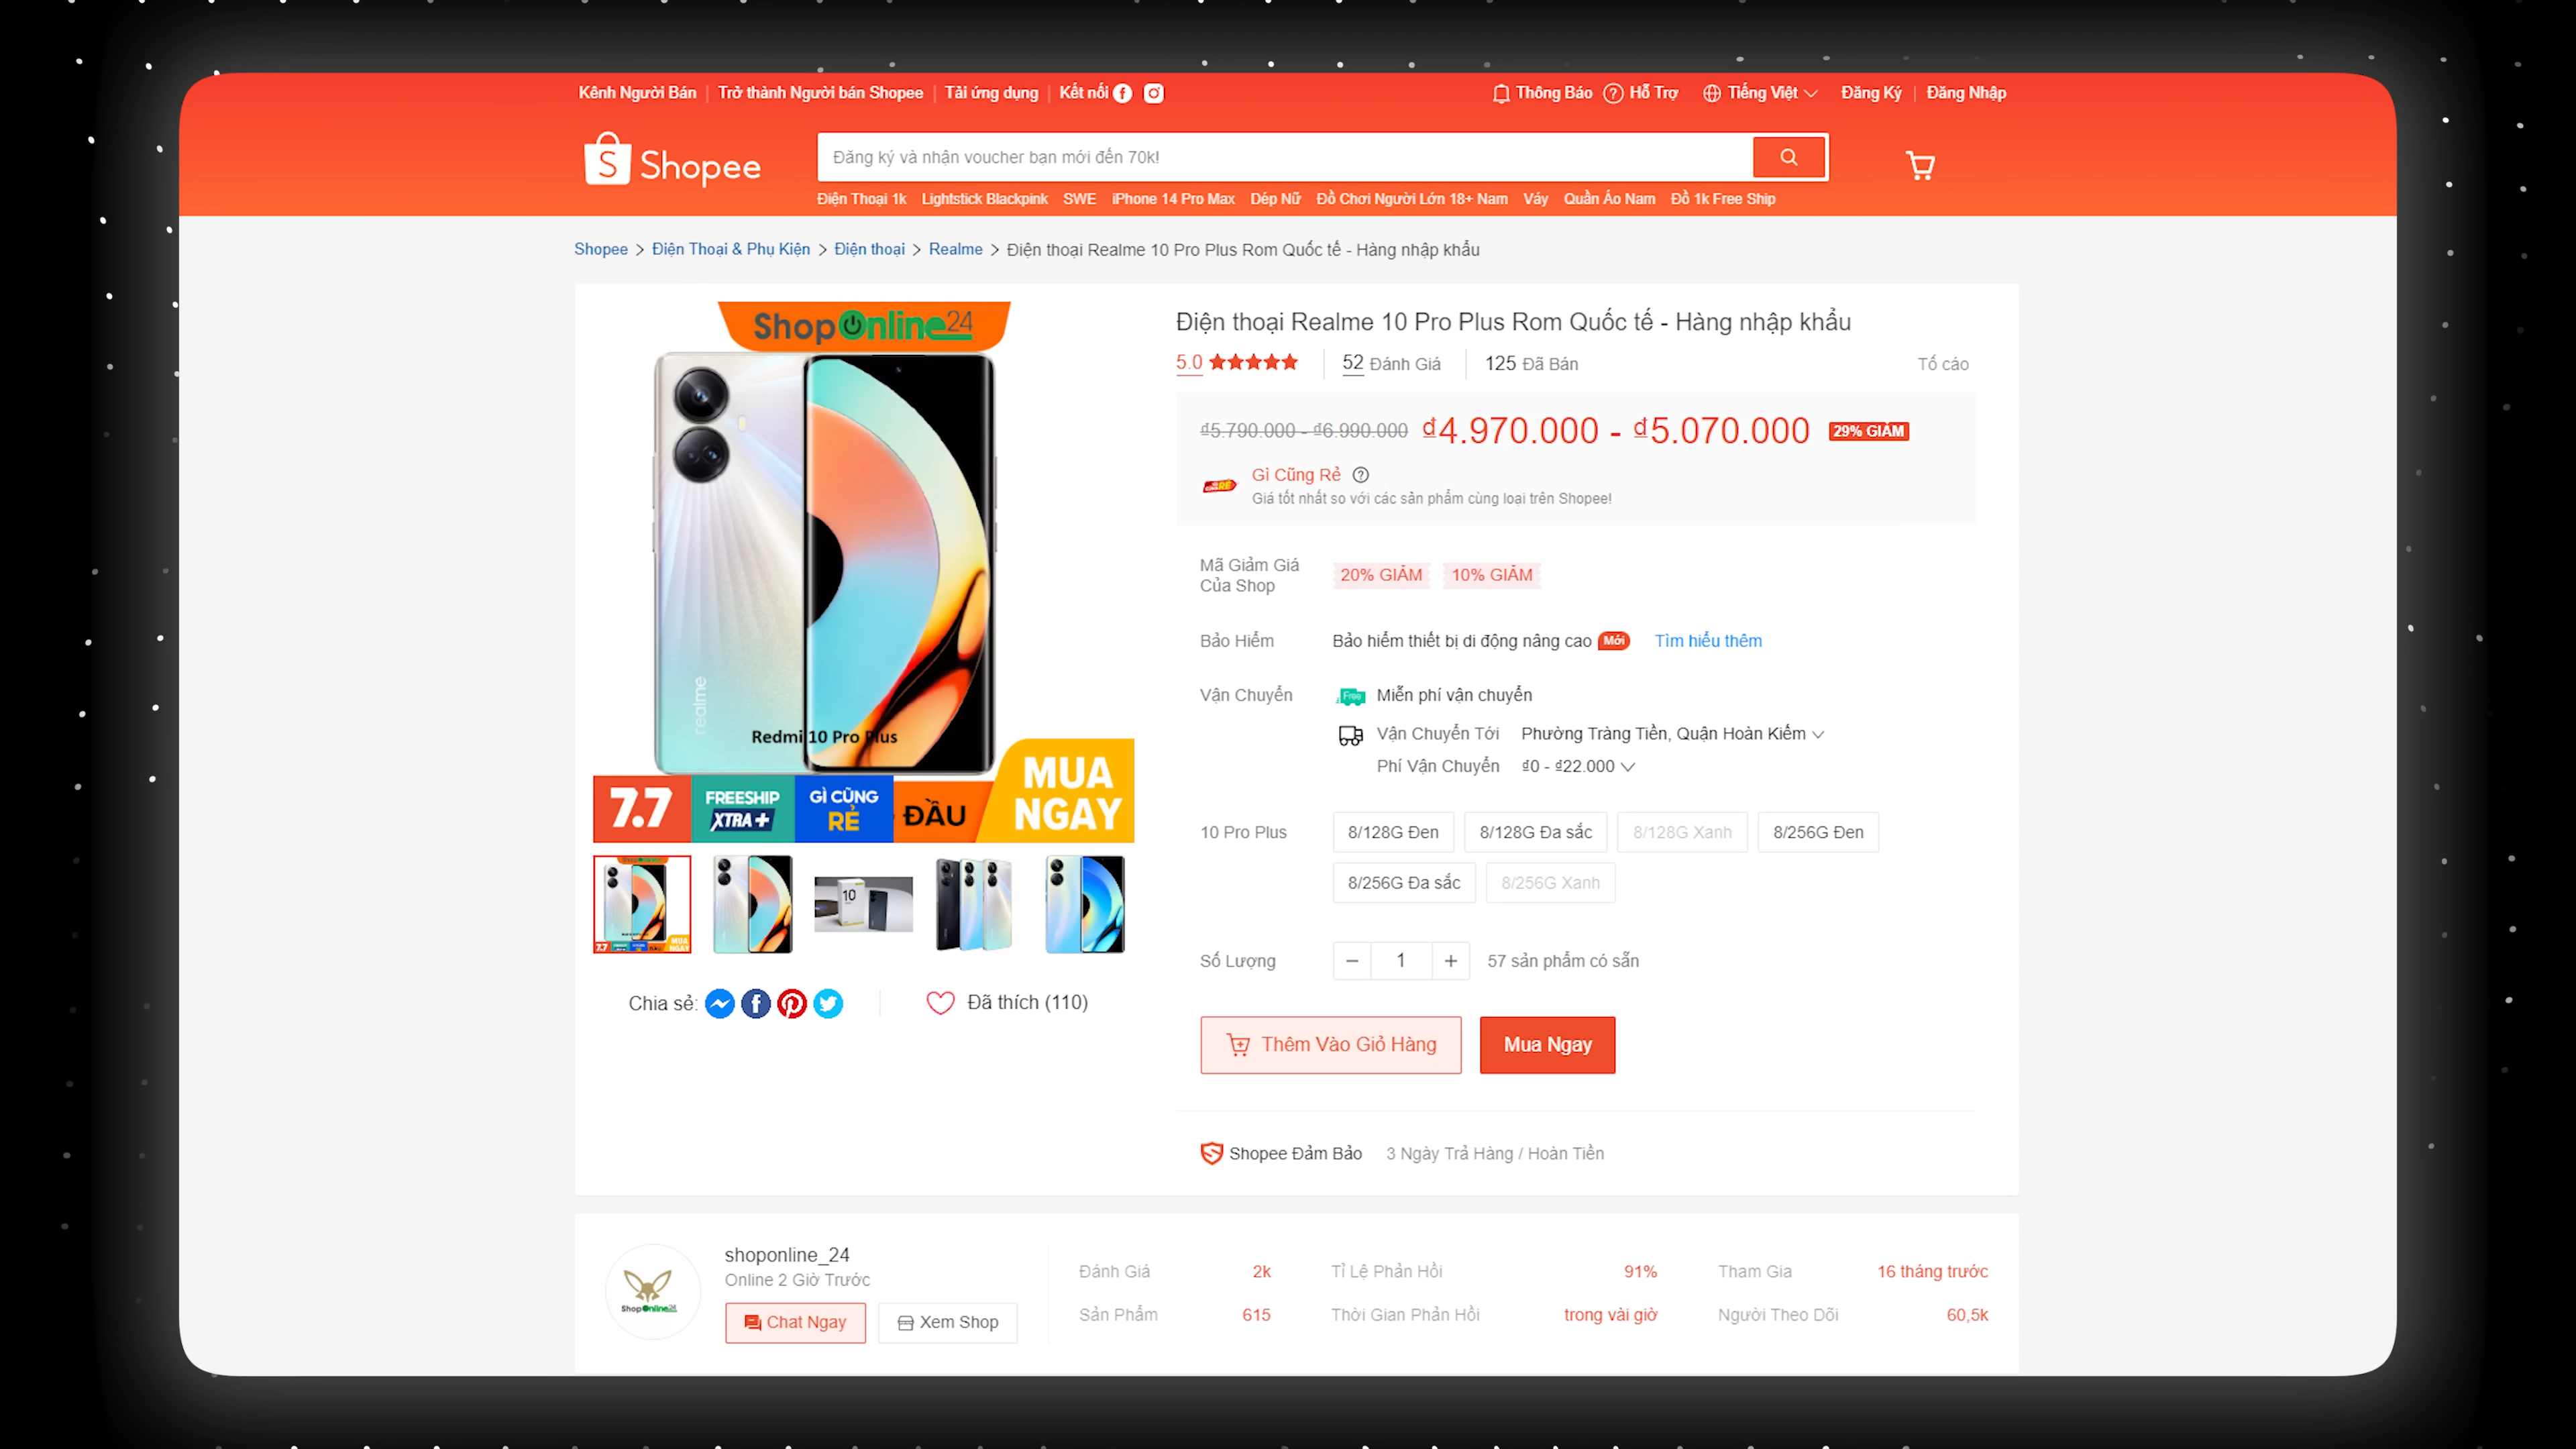 Kênh Người Bán
Trở thành Người bán Shopee
Tải ứng dụng
Kết nối
Thông Báo
Hỗ Trợ
Tiếng Việt
Đăng Ký
Đăng Nhập
Shopee
Đăng ký và nhận voucher bạn mới đến 70k!
Điện Thoại 1k
Lightstick Blackpink
SWE
iPhone 14 Pro Max
Dép Nữ
Đồ Chơi Người Lớn 18+ Nam
Váy
Quần Áo Nam
Đồ 1k Free Ship
Shopee > Điện Thoại & Phụ Kiện > Điện thoại > Realme > Điện thoại Realme 10 Pro Plus Rom Quốc tế - Hàng nhập khẩu
ShopOnline24
realme
Redmi 10 Pro Plus
7.7
FREESHIP
XTRA+
GÌ CŨNG
RẺ
ĐẦU
MUA
NGAY
Chia sẻ:
Đã thích (110)
Điện thoại Realme 10 Pro Plus Rom Quốc tế - Hàng nhập khẩu
5.0
52 Đánh Giá
125 Đã Bán
Tố cáo
₫5.790.000 - ₫6.990.000
₫4.970.000 - ₫5.070.000
29% GIẢM
Gì Cũng Rẻ
Giá tốt nhất so với các sản phẩm cùng loại trên Shopee!
Mã Giảm Giá
Của Shop
20% GIẢM
10% GIẢM
Bảo Hiểm
Bảo hiểm thiết bị di động nâng cao
Mới
Tìm hiểu thêm
Vận Chuyển
Free
Miễn phí vận chuyển
Vận Chuyển Tới
Phường Tràng Tiền, Quận Hoàn Kiếm
Phí Vận Chuyển
₫0 - ₫22.000
10 Pro Plus
8/128G Đen
8/128G Đa sắc
8/128G Xanh
8/256G Đen
8/256G Đa sắc
8/256G Xanh
Số Lượng
1
57 sản phẩm có sẵn
Thêm Vào Giỏ Hàng
Mua Ngay
Shopee Đảm Bảo
3 Ngày Trả Hàng / Hoàn Tiền
ShopOnline24
shoponline_24
Online 2 Giờ Trước
Chat Ngay
Xem Shop
Đánh Giá 2k
Tỉ Lệ Phản Hồi 91%
Tham Gia 16 tháng trước
Sản Phẩm 615
Thời Gian Phản Hồi trong vài giờ
Người Theo Dõi 60,5k